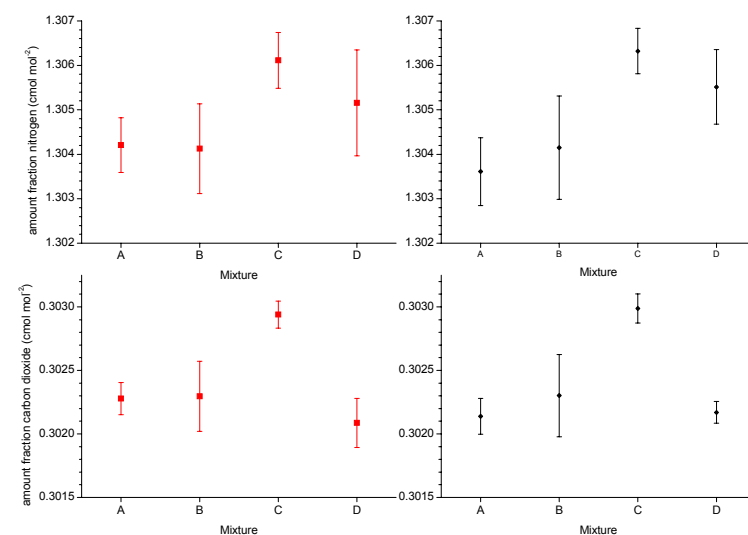 amount fraction nitrogen (cmol mol⁻²)
1.307
1.306
1.305
1.304
1.303
1.302
A B C D
Mixture
1.307
1.306
1.305
1.304
1.303
1.302
A B C D
Mixture
amount fraction carbon dioxide (cmol mol⁻²)
0.3030
0.3025
0.3020
0.3015
A B C D
Mixture
0.3030
0.3025
0.3020
0.3015
A B C D
Mixture